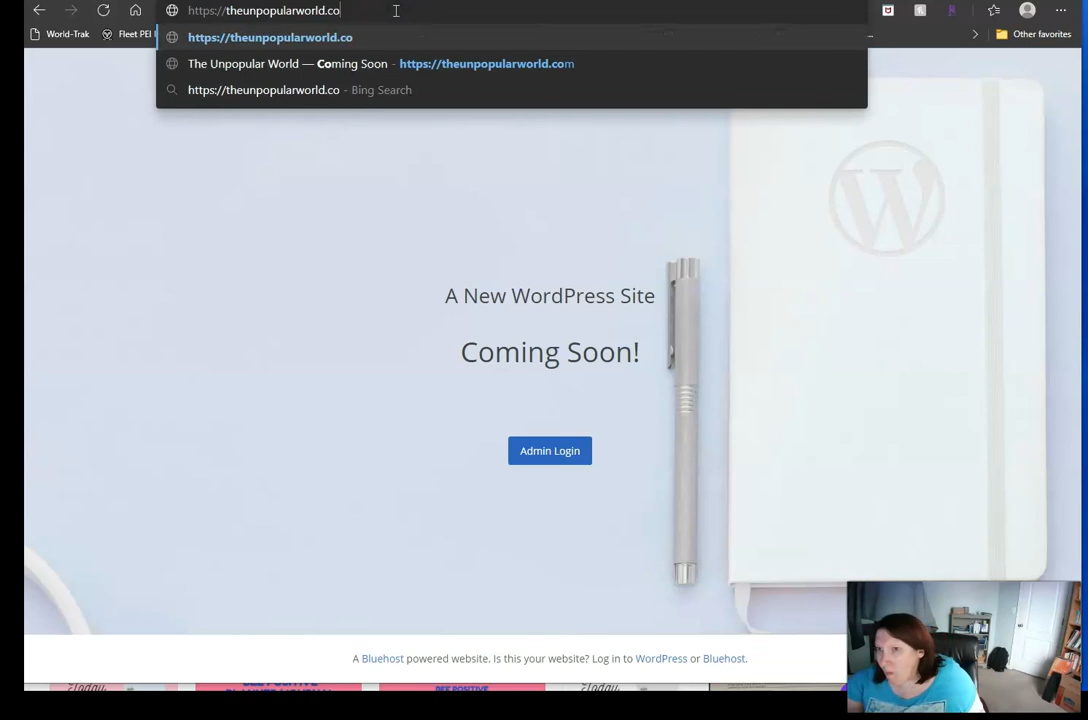 https://theunpopularworld.co
World-Trak
Fleet PEI
Other favorites
https://theunpopularworld.co
The Unpopular World — Coming Soon - https://theunpopularworld.com
https://theunpopularworld.co - Bing Search
A New WordPress Site
Coming Soon!
Admin Login
A Bluehost powered website. Is this your website? Log in to WordPress or Bluehost.